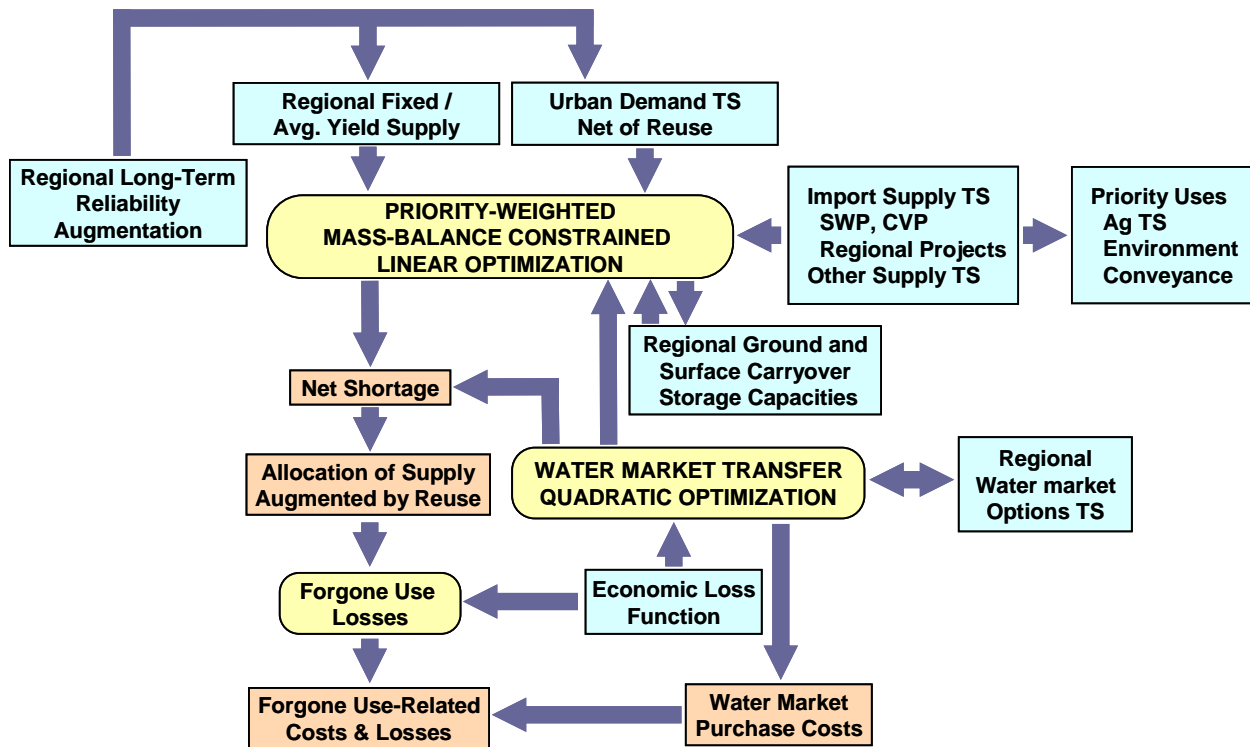 Regional Fixed /
Avg. Yield Supply
Urban Demand TS
Net of Reuse
Regional Long-Term
Reliability
Augmentation
PRIORITY-WEIGHTED
MASS-BALANCE CONSTRAINED
LINEAR OPTIMIZATION
Import Supply TS
SWP, CVP
Regional Projects
Other Supply TS
Priority Uses
Ag TS
Environment
Conveyance
Regional Ground and
Surface Carryover
Storage Capacities
Net Shortage
Allocation of Supply
Augmented by Reuse
WATER MARKET TRANSFER
QUADRATIC OPTIMIZATION
Regional
Water market
Options TS
Forgone Use
Losses
Economic Loss
Function
Forgone Use-Related
Costs & Losses
Water Market
Purchase Costs